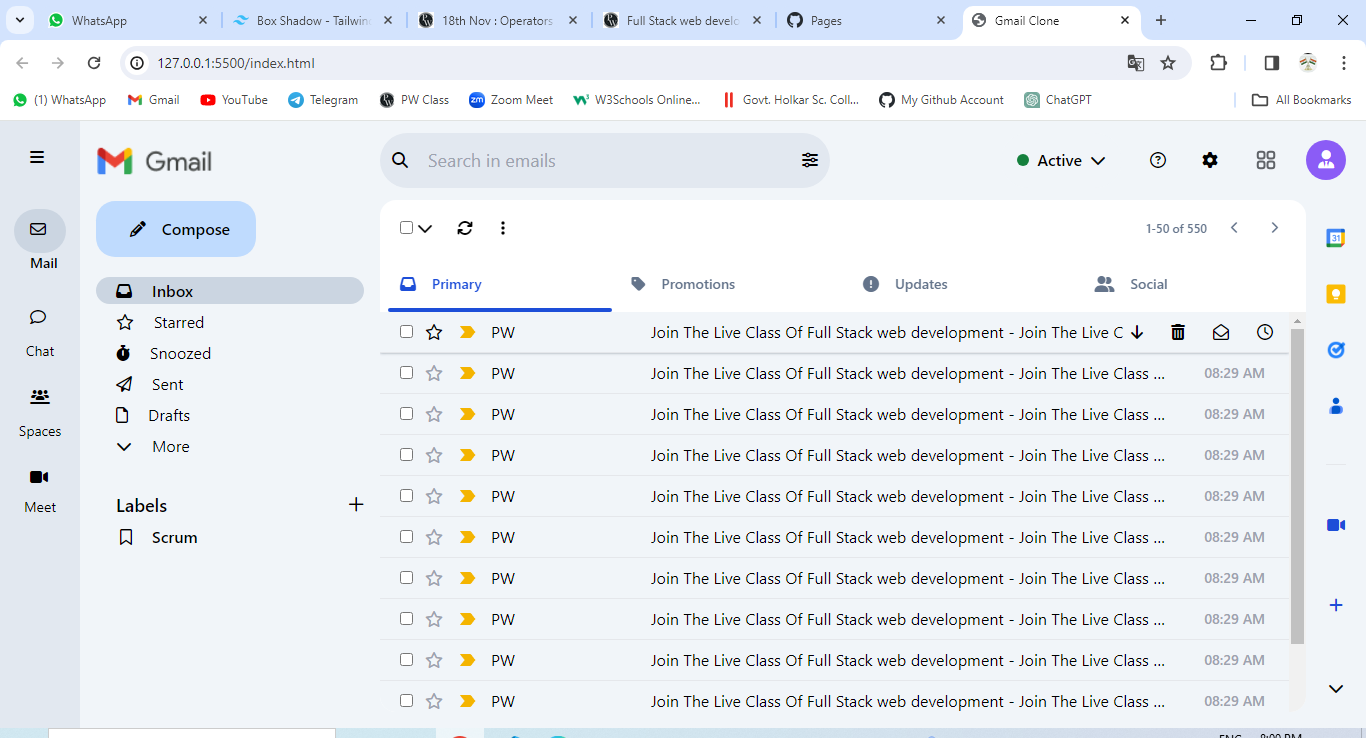 WhatsApp
Box Shadow - Tailwin
18th Nov : Operators
Full Stack web develo
Pages
Gmail Clone
127.0.0.1:5500/index.html
(1) WhatsApp
Gmail
YouTube
Telegram
PW Class
zm Zoom Meet
W3Schools Online...
Govt. Holkar Sc. Coll...
My Github Account
ChatGPT
All Bookmarks
Gmail
Search in emails
Active
Mail
Chat
Spaces
Meet
Compose
Inbox
Starred
Snoozed
Sent
Drafts
More
Labels
Scrum
1-50 of 550
31
Primary
Promotions
Updates
Social
PW Join The Live Class Of Full Stack web development - Join The Live C
PW Join The Live Class Of Full Stack web development - Join The Live Class ... 08:29 AM
PW Join The Live Class Of Full Stack web development - Join The Live Class ... 08:29 AM
PW Join The Live Class Of Full Stack web development - Join The Live Class ... 08:29 AM
PW Join The Live Class Of Full Stack web development - Join The Live Class ... 08:29 AM
PW Join The Live Class Of Full Stack web development - Join The Live Class ... 08:29 AM
PW Join The Live Class Of Full Stack web development - Join The Live Class ... 08:29 AM
PW Join The Live Class Of Full Stack web development - Join The Live Class ... 08:29 AM
PW Join The Live Class Of Full Stack web development - Join The Live Class ... 08:29 AM
PW Join The Live Class Of Full Stack web development - Join The Live Class ... 08:29 AM
ENG 8:00 PM